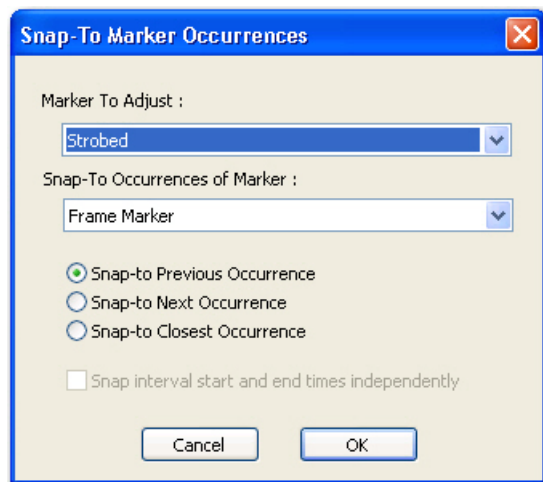 Snap-To Marker Occurrences
Marker To Adjust :
Strobed
Snap-To Occurrences of Marker :
Frame Marker
Snap-to Previous Occurrence
Snap-to Next Occurrence
Snap-to Closest Occurrence
Snap interval start and end times independently
Cancel OK